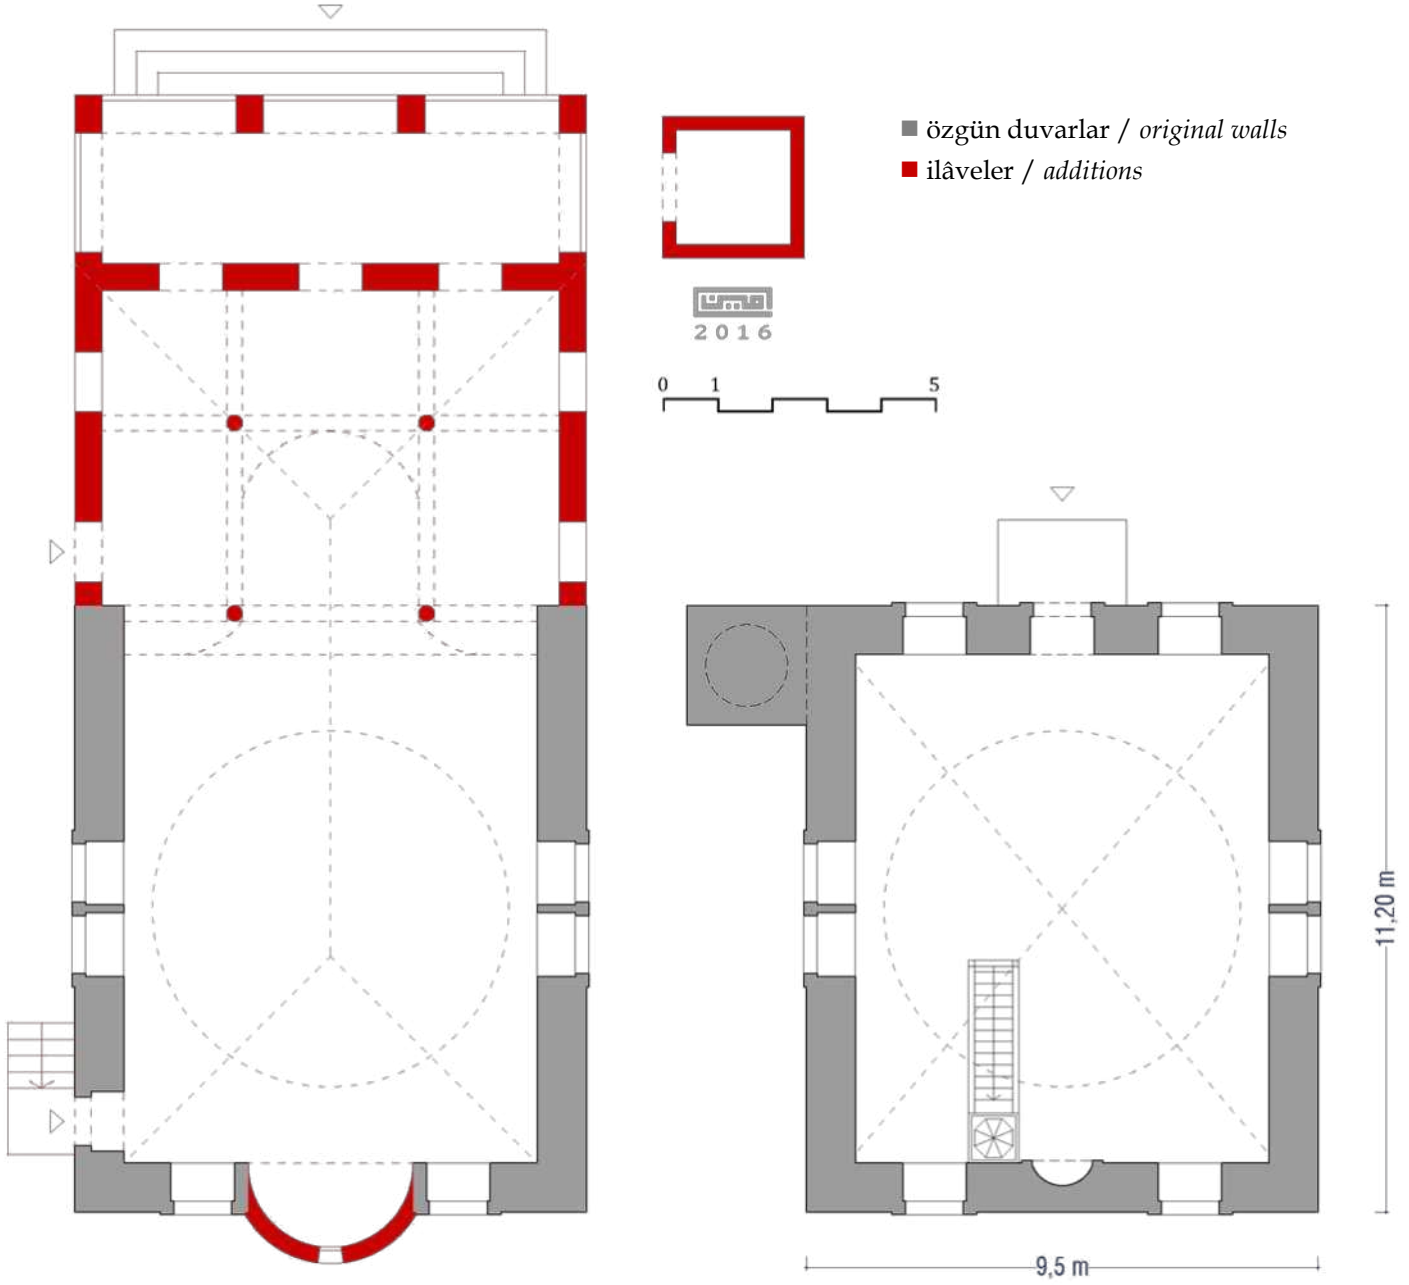 özgün duvarlar / original walls
ilâveler / additions
2016
0 1 5
11,20 m
9,5 m